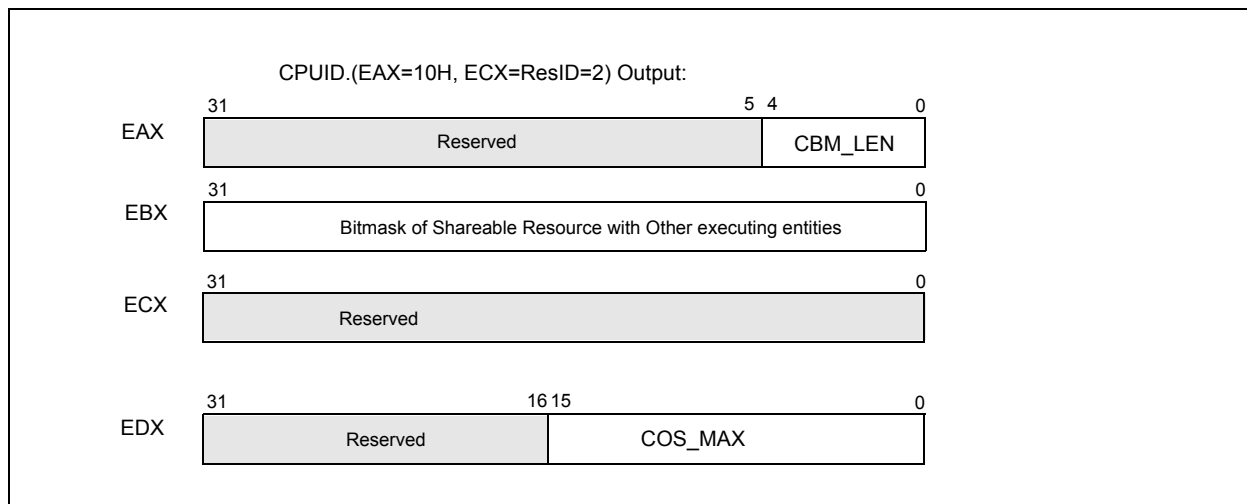 CPUID.(EAX=10H, ECX=ResID=2) Output:
31 5 4 0
EAX Reserved CBM_LEN
31 0
EBX Bitmask of Shareable Resource with Other executing entities
31 0
ECX Reserved
31 16 15 0
EDX Reserved COS_MAX